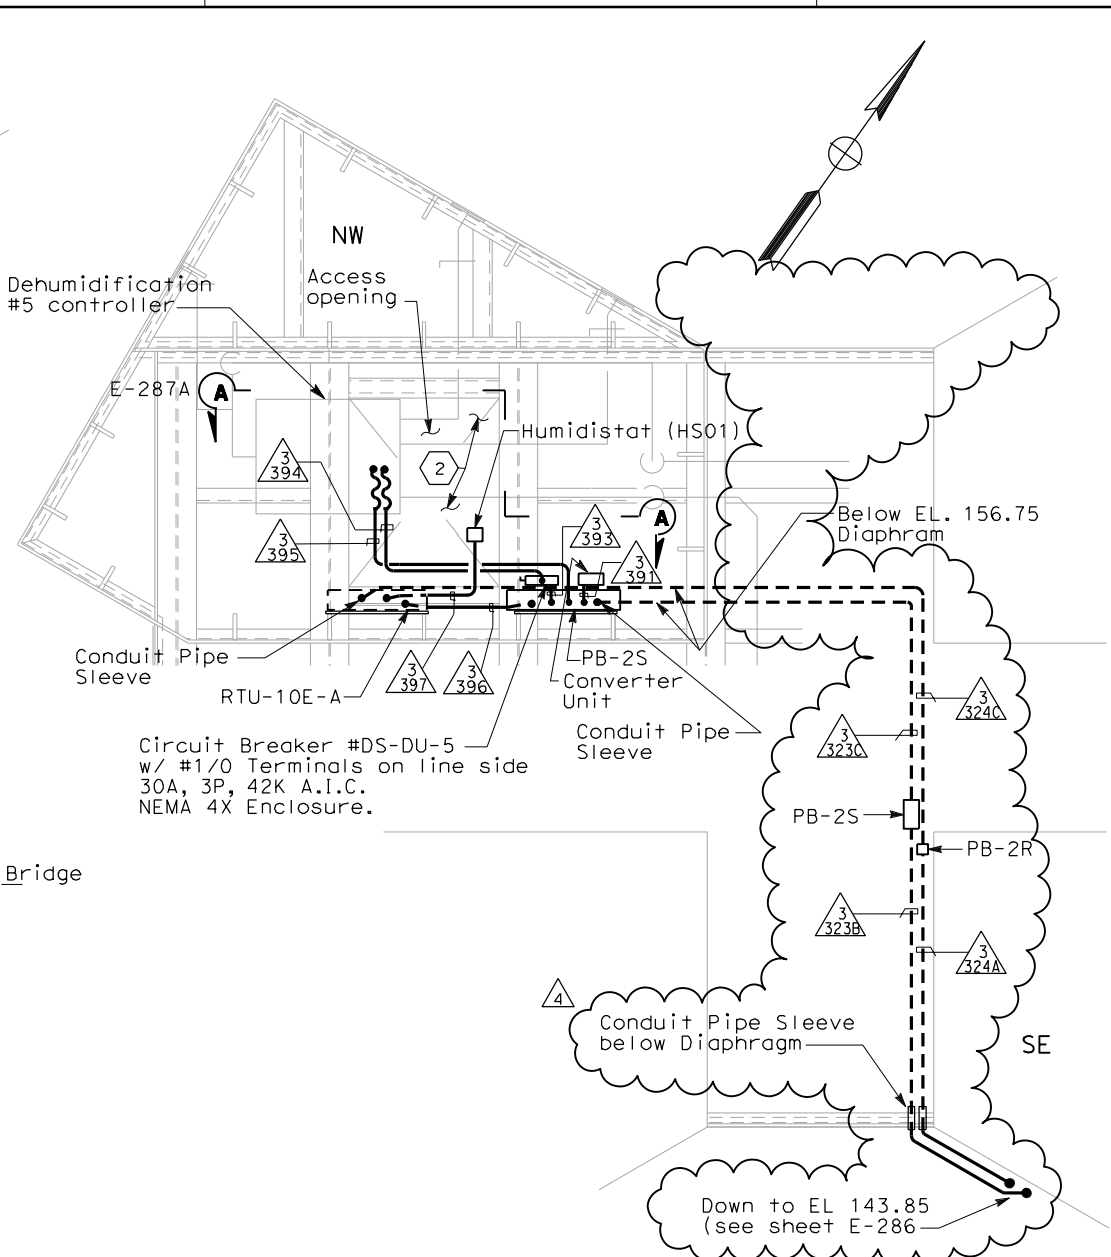 NW
Dehumidification
#5 controller
Access
opening
E-287A
A
Humidistat (HS01)
3
394
2
A
3
393
Below EL. 156.75
Diaphram
3
395
3
391
Conduit Pipe
Sleeve
RTU-10E-A
3
397
3
396
PB-2S
Converter
Unit
Conduit Pipe
Sleeve
3
324C
3
323C
Circuit Breaker #DS-DU-5
w/ #1/0 Terminals on line side
30A, 3P, 42K A.I.C.
NEMA 4X Enclosure.
PB-2S
PB-2R
Bridge
3
323B
3
324A
4
Conduit Pipe Sleeve
below Diaphragm
SE
Down to EL 143.85
(see sheet E-286